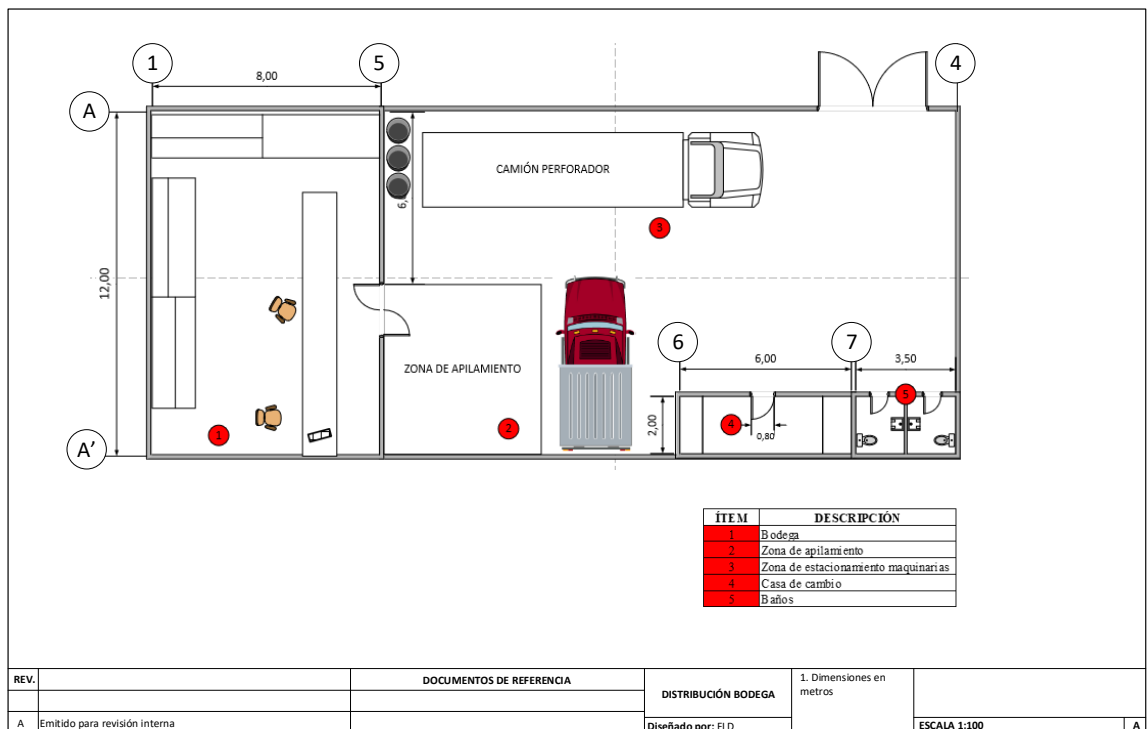 1
5
4
8,00
A
CAMIÓN PERFORADOR
6,
3
12,00
6
7
6,00
3,50
ZONA DE APILAMIENTO
5
2,00
4
0,80
1
2
A'
ÍTEM DESCRIPCIÓN
1 Bodega
2 Zona de apilamiento
3 Zona de estacionamiento maquinarias
4 Casa de cambio
5 Baños
REV. DOCUMENTOS DE REFERENCIA
DISTRIBUCIÓN BODEGA
1. Dimensiones en
metros
A Emitido para revisión interna
Diseñado por: FLD
ESCALA 1:100 A